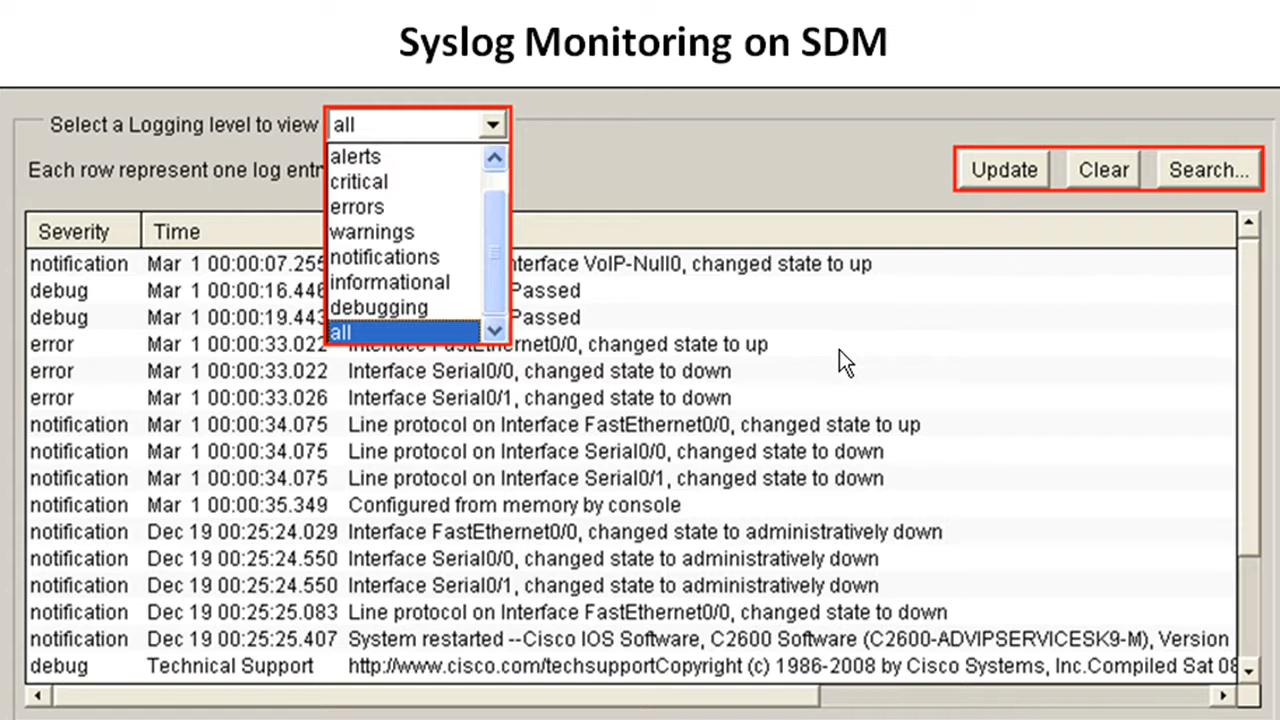 Syslog Monitoring on SDM
Select a Logging level to view all
alerts
critical
errors
warnings
notifications
informational
debugging
all
Each row represent one log entr
Update Clear Search...
Severity Time
notification Mar 1 00:00:07.255 nterface VoIP-Null0, changed state to up
debug Mar 1 00:00:16.446 Passed
debug Mar 1 00:00:19.443 Passed
error Mar 1 00:00:33.022 Interface FastEthernet0/0, changed state to up
error Mar 1 00:00:33.022 Interface Serial0/0, changed state to down
error Mar 1 00:00:33.026 Interface Serial0/1, changed state to down
notification Mar 1 00:00:34.075 Line protocol on Interface FastEthernet0/0, changed state to up
notification Mar 1 00:00:34.075 Line protocol on Interface Serial0/0, changed state to down
notification Mar 1 00:00:34.075 Line protocol on Interface Serial0/1, changed state to down
notification Mar 1 00:00:35.349 Configured from memory by console
notification Dec 19 00:25:24.029 Interface FastEthernet0/0, changed state to administratively down
notification Dec 19 00:25:24.550 Interface Serial0/0, changed state to administratively down
notification Dec 19 00:25:24.550 Interface Serial0/1, changed state to administratively down
notification Dec 19 00:25:25.083 Line protocol on Interface FastEthernet0/0, changed state to down
notification Dec 19 00:25:25.407 System restarted --Cisco IOS Software, C2600 Software (C2600-ADVIPSERVICESK9-M), Version
debug Technical Support http://www.cisco.com/techsupportCopyright (c) 1986-2008 by Cisco Systems, Inc.Compiled Sat 08